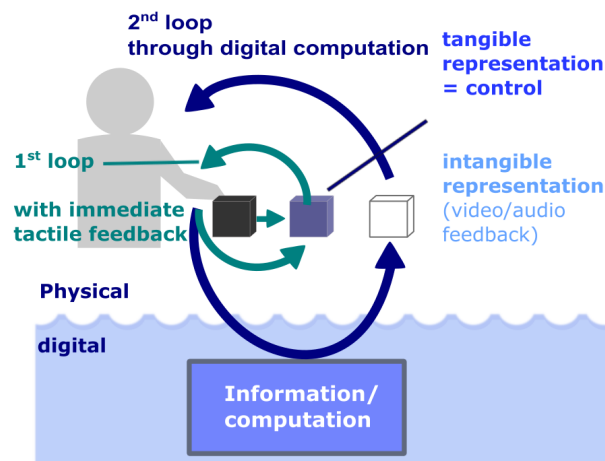 2nd loop
through digital computation
tangible
representation
= control
1st loop
with immediate
tactile feedback
intangible
representation
(video/audio
feedback)
Physical
digital
Information/
computation